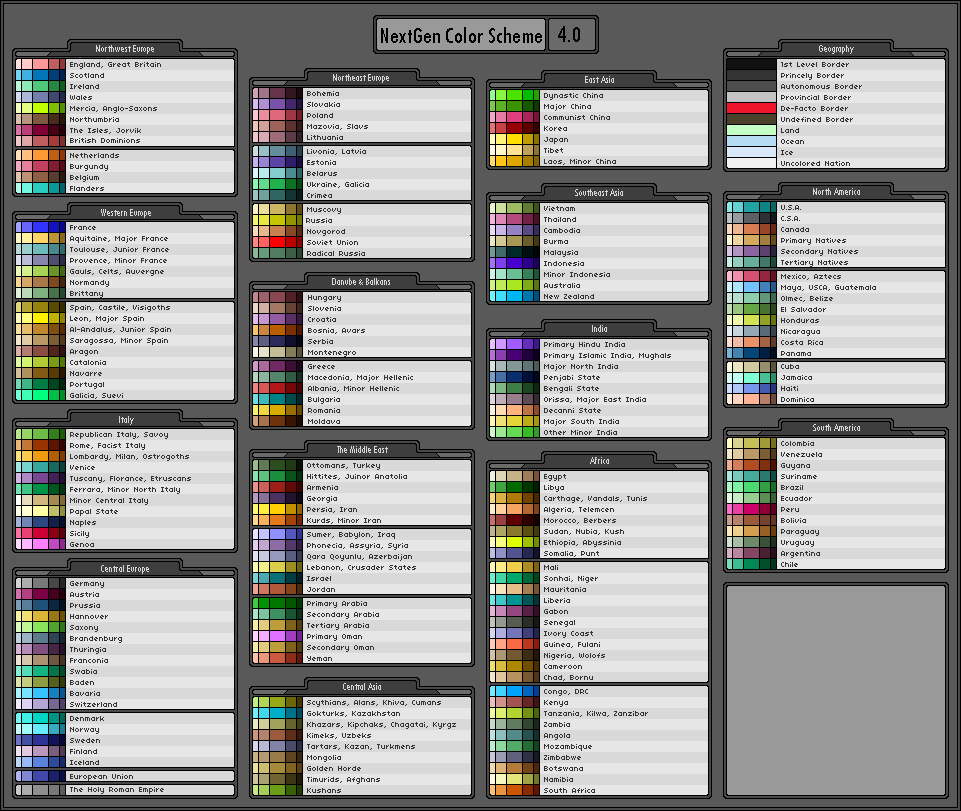 NextGen Color Scheme 4.0
Northwest Europe
England, Great Britain
Scotland
Ireland
Wales
Mercia, Anglo-Saxons
Northumbria
The Isles, Jorvik
British Dominions
Netherlands
Burgundy
Belgium
Flanders
Western Europe
France
Aquitaine, Major France
Toulouse, Junior France
Provence, Minor France
Gauls, Celts, Auvergne
Normandy
Brittany
Spain, Castile, Visigoths
Leon, Major Spain
Al-Andalus, Junior Spain
Saragossa, Minor Spain
Aragon
Catalonia
Navarre
Portugal
Galicia, Suevi
Italy
Republican Italy, Savoy
Rome, Facist Italy
Lombardy, Milan, Ostrogoths
Venice
Tuscany, Florance, Etruscans
Ferrara, Minor North Italy
Minor Central Italy
Papal State
Naples
Sicily
Genoa
Central Europe
Germany
Austria
Prussia
Hannover
Saxony
Brandenburg
Thuringia
Franconia
Swabia
Baden
Bavaria
Switzerland
Denmark
Norway
Sweden
Finland
Iceland
European Union
The Holy Roman Empire
Northeast Europe
Bohemia
Slovakia
Poland
Mazovia, Slavs
Lithuania
Livonia, Latvia
Estonia
Belarus
Ukraine, Galicia
Crimea
Muscovy
Russia
Novgorod
Soviet Union
Radical Russia
Danube & Balkans
Hungary
Slovenia
Croatia
Bosnia, Avars
Serbia
Montenegro
Greece
Macedonia, Major Hellenic
Albania, Minor Hellenic
Bulgaria
Romania
Moldava
The Middle East
Ottomans, Turkey
Hittites, Juinor Anatolia
Armenia
Georgia
Persia, Iran
Kurds, Minor Iran
Sumer, Babylon, Iraq
Phonecia, Assyria, Syria
Qara Qoyunlu, Azerbaijan
Lebanon, Crusader States
Israel
Jordan
Primary Arabia
Secondary Arabia
Tertiary Arabia
Primary Oman
Secondary Oman
Yeman
Central Asia
Scythians, Alans, Khiva, Cumans
Gokturks, Kazakhstan
Khazars, Kipchaks, Chagatai, Kyrgz
Kimeks, Uzbeks
Tartars, Kazan, Turkmens
Mongolia
Golden Horde
Timurids, Afghans
Kushans
East Asia
Dynastic China
Major China
Communist China
Korea
Japan
Tibet
Laos, Minor China
Southeast Asia
Vietnam
Thailand
Cambodia
Burma
Malaysia
Indonesia
Minor Indonesia
Australia
New Zealand
India
Primary Hindu India
Primary Islamic India, Mughals
Major North India
Penjabi State
Bengali State
Orissa, Major East India
Decanni State
Major South India
Other Minor India
Africa
Egypt
Libya
Carthage, Vandals, Tunis
Algeria, Telemcen
Morocco, Berbers
Sudan, Nubia, Kush
Ethiopia, Abyssinia
Somalia, Punt
Mali
Sonhai, Niger
Mauritania
Liberia
Gabon
Senegal
Ivory Coast
Guinea, Fulani
Nigeria, Wolofs
Cameroon
Chad, Bornu
Congo, DRC
Kenya
Tanzania, Kilwa, Zanzibar
Zambia
Angola
Mozambique
Zimbabwe
Botswana
Namibia
South Africa
Geography
1st Level Border
Princely Border
Autonomous Border
Provincial Border
De-Facto Border
Undefined Border
Land
Ocean
Ice
Uncolored Nation
North America
U.S.A.
C.S.A.
Canada
Primary Natives
Secondary Natives
Tertiary Natives
Mexico, Aztecs
Maya, USCA, Guatemala
Olmec, Belize
El Salvador
Honduras
Nicaragua
Costa Rica
Panama
Cuba
Jamaica
Haiti
Dominica
South America
Colombia
Venezuela
Guyana
Suriname
Brazil
Ecuador
Peru
Bolivia
Paraguay
Uruguay
Argentina
Chile